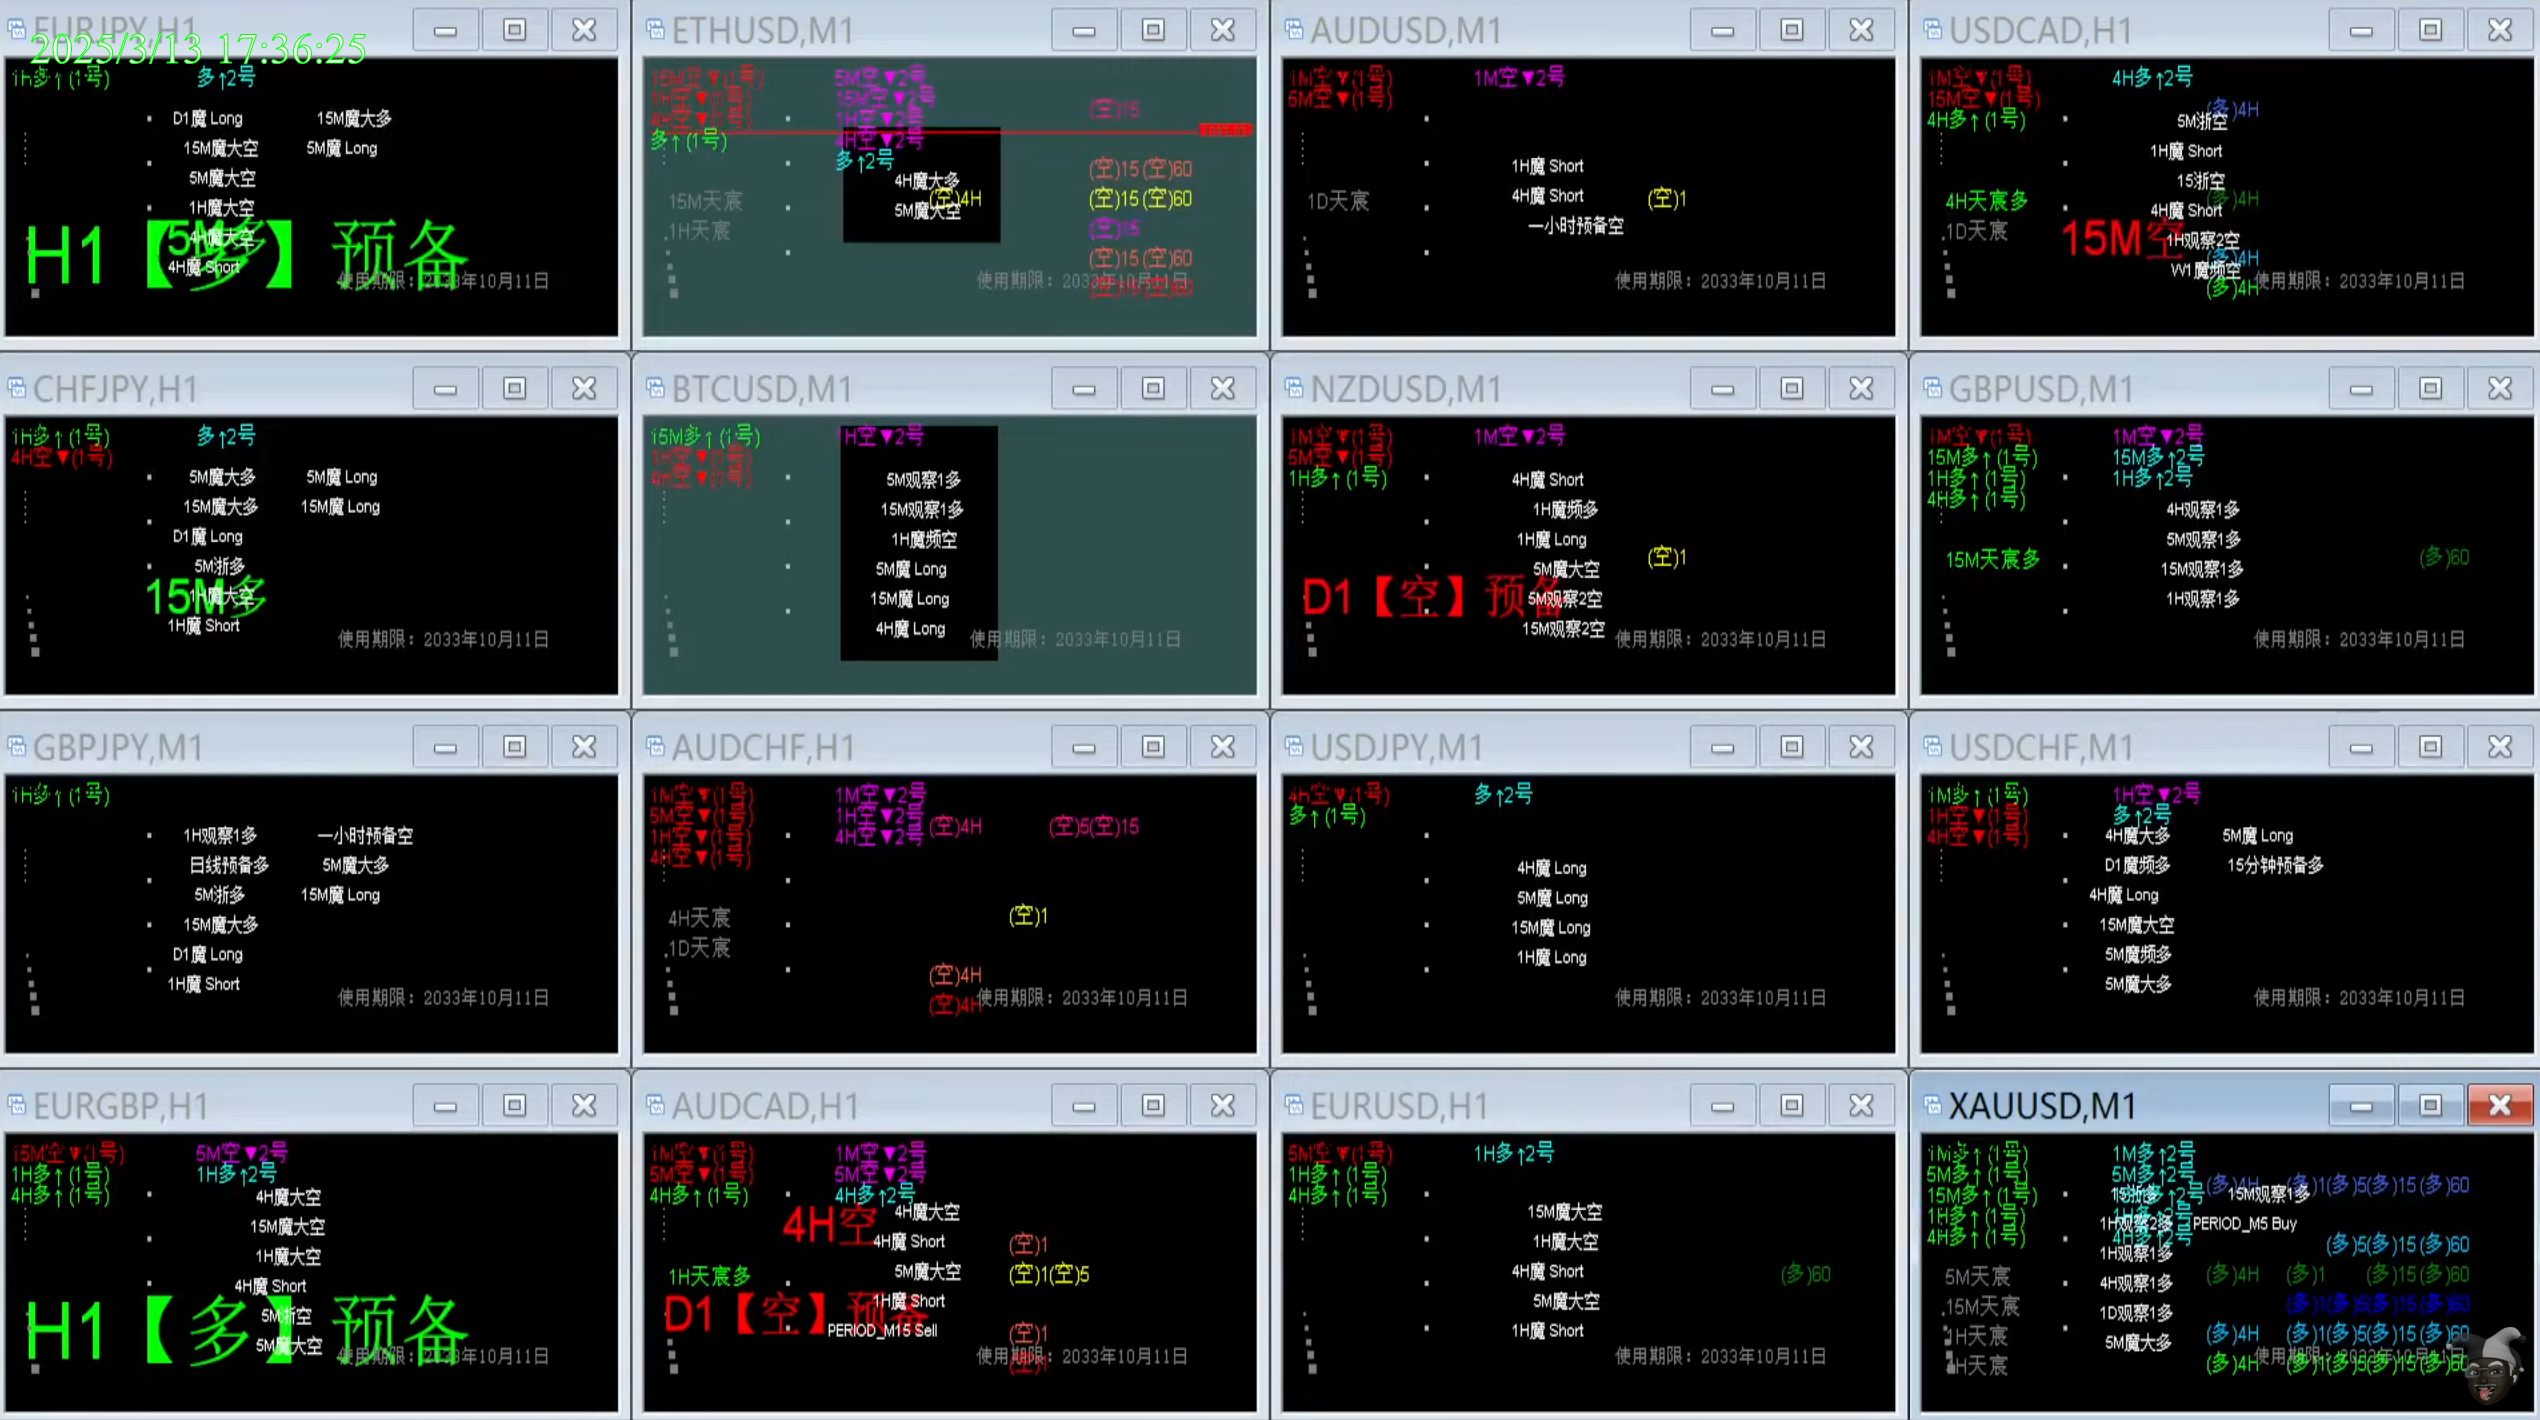 EURJPY,H1
2025/3/13 17:36:25
1H多↑(1号)
多↑2号
D1魔 Long
15M魔大多
15M魔大空
5M魔 Long
5M魔大空
1H魔大空
4H魔大空
4H魔 Short
H1【多】预备
使用期限：2033年10月11日
ETHUSD,M1
15M空▼(1号)
1H空▼(1号)
4H空▼(1号)
多↑(1号)
5M空▼2号
15M空▼2号
1H空▼2号
4H空▼2号
多↑2号
(空)15
4H魔大多
(空)4H
5M魔大空
(空)15(空)60
(空)15(空)60
(空)15
(空)15(空)60
(空)15(空)60
15M天宸
1H天宸
使用期限：2033年10月11日
AUDUSD,M1
1M空▼(1号)
5M空▼(1号)
1M空▼2号
1H魔 Short
4H魔 Short
(空)1
一小时预备空
1D天宸
使用期限：2033年10月11日
USDCAD,H1
1M空▼(1号)
15M空▼(1号)
4H多↑(1号)
4H多↑2号
(多)4H
5M浙空
1H魔 Short
15浙空
(多)4H
4H魔 Short
1H观察2空
(多)4H
W1魔频空
(多)4H
4H天宸多
1D天宸
15M空
使用期限：2033年10月11日
CHFJPY,H1
1H多↑(1号)
4H空▼(1号)
多↑2号
5M魔大多
5M魔 Long
15M魔大多
15M魔 Long
D1魔 Long
5M浙多
1H魔大空
1H魔 Short
15M多
使用期限：2033年10月11日
BTCUSD,M1
15M多↑(1号)
1H空▼(1号)
4H空▼(1号)
1H空▼2号
5M观察1多
15M观察1多
1H魔频空
5M魔 Long
15M魔 Long
4H魔 Long
使用期限：2033年10月11日
NZDUSD,M1
1M空▼(1号)
5M空▼(1号)
1H多↑(1号)
1M空▼2号
4H魔 Short
1H魔频多
1H魔 Long
5M魔大空
(空)1
5M观察2空
15M观察2空
D1【空】预备
使用期限：2033年10月11日
GBPUSD,M1
1M空▼(1号)
15M多↑(1号)
1H多↑(1号)
4H多↑(1号)
1M空▼2号
15M多↑2号
1H多↑2号
4H观察1多
5M观察1多
15M观察1多
1H观察1多
15M天宸多
(多)60
使用期限：2033年10月11日
GBPJPY,M1
1H多↑(1号)
1H观察1多
一小时预备空
日线预备多
5M魔大多
5M浙多
15M魔 Long
15M魔大多
D1魔 Long
1H魔 Short
使用期限：2033年10月11日
AUDCHF,H1
1M空▼(1号)
5M空▼(1号)
1H空▼(1号)
4H空▼(1号)
1M空▼2号
1H空▼2号
4H空▼2号
(空)4H
(空)5(空)15
(空)1
(空)4H
(空)4H
4H天宸
1D天宸
使用期限：2033年10月11日
USDJPY,M1
4h空▼(1号)
多↑(1号)
多↑2号
4H魔 Long
5M魔 Long
15M魔 Long
1H魔 Long
使用期限：2033年10月11日
USDCHF,M1
1M多↑(1号)
1H空▼(1号)
4H空▼(1号)
1H空▼2号
多↑2号
4H魔大多
5M魔 Long
D1魔频多
15分钟预备多
4H魔 Long
15M魔大空
5M魔频多
5M魔大多
使用期限：2033年10月11日
EURGBP,H1
15M空▼(1号)
1H多↑(1号)
4H多↑(1号)
5M空▼2号
1H多↑2号
4H魔大空
15M魔大空
1H魔大空
4H魔 Short
5M浙空
5M魔大空
H1【多】预备
使用期限：2033年10月11日
AUDCAD,H1
1M空▼(1号)
5M空▼(1号)
4H多↑(1号)
1M空▼2号
5M空▼2号
4H多↑2号
4H空
4H魔大空
4H魔 Short
(空)1
5M魔大空
(空)1(空)5
1H魔 Short
PERIOD_M15 Sell
(空)1
(空)1
1H天宸多
D1【空】预备
使用期限：2033年10月11日
EURUSD,H1
5M空▼(1号)
1H多↑(1号)
4H多↑(1号)
1H多↑2号
15M魔大空
1H魔大空
4H魔 Short
(多)60
5M魔大空
1H魔 Short
使用期限：2033年10月11日
XAUUSD,M1
1M多↑(1号)
5M多↑(1号)
15M多↑(1号)
1H多↑(1号)
4H多↑(1号)
1M多↑2号
5M多↑2号
4H多↑2号
(多)4H
(多)1(多)5(多)15(多)60
15M观察1多
1H观察2多
PERIOD_M5 Buy
(多)5(多)15(多)60
1H观察1多
(多)4H
(多)1
(多)15(多)60
4H观察1多
(多)1(多)5(多)15(多)60
1D观察1多
(多)4H
(多)1(多)5(多)15(多)60
5M魔大多
(多)4H
(多)1(多)5(多)15(多)60
5M天宸
15M天宸
1H天宸
4H天宸